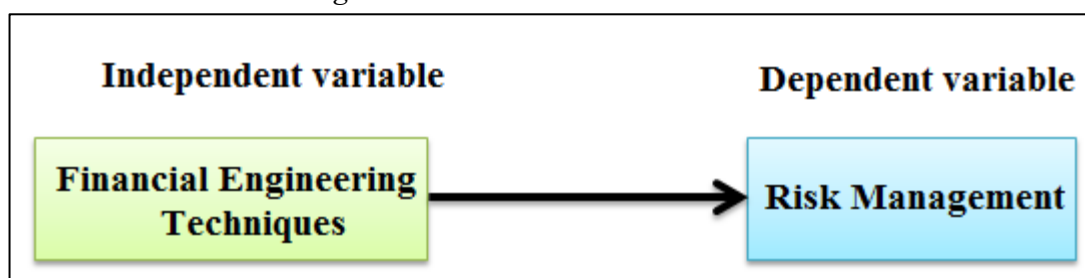 Independent variable
Dependent variable
Financial Engineering
Techniques
Risk Management